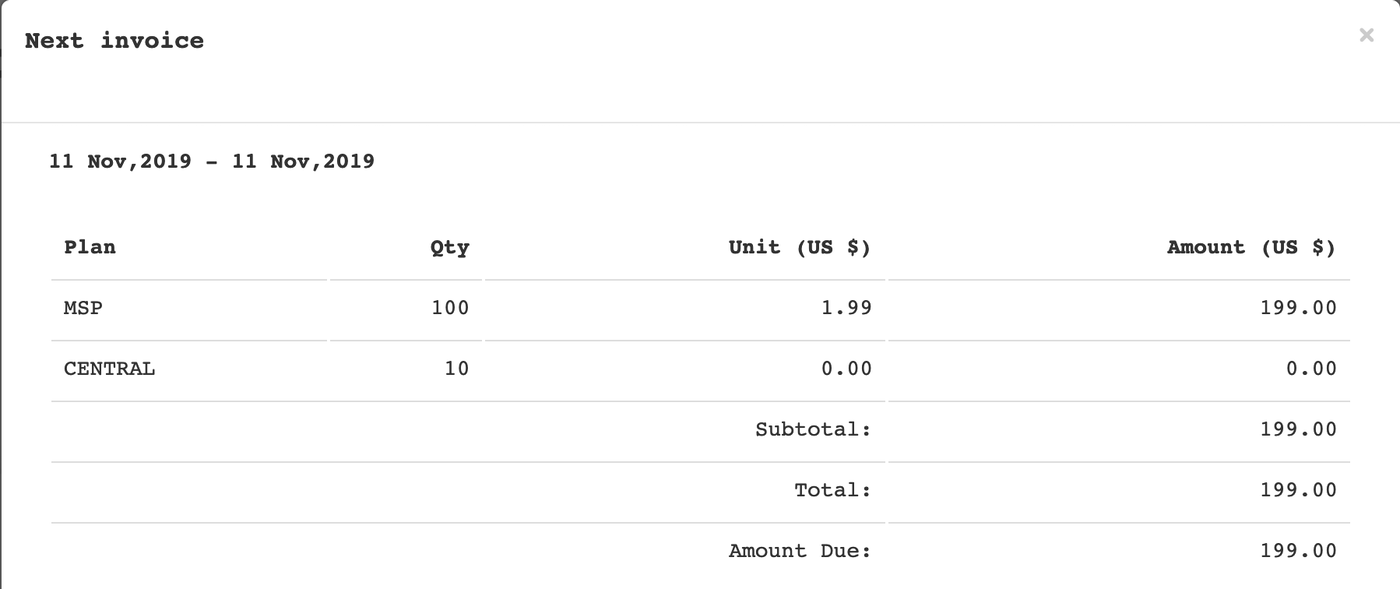 Next invoice ×
11 Nov,2019 - 11 Nov,2019
Plan Qty Unit (US $) Amount (US $)
MSP 100 1.99 199.00
CENTRAL 10 0.00 0.00
Subtotal: 199.00
Total: 199.00
Amount Due: 199.00